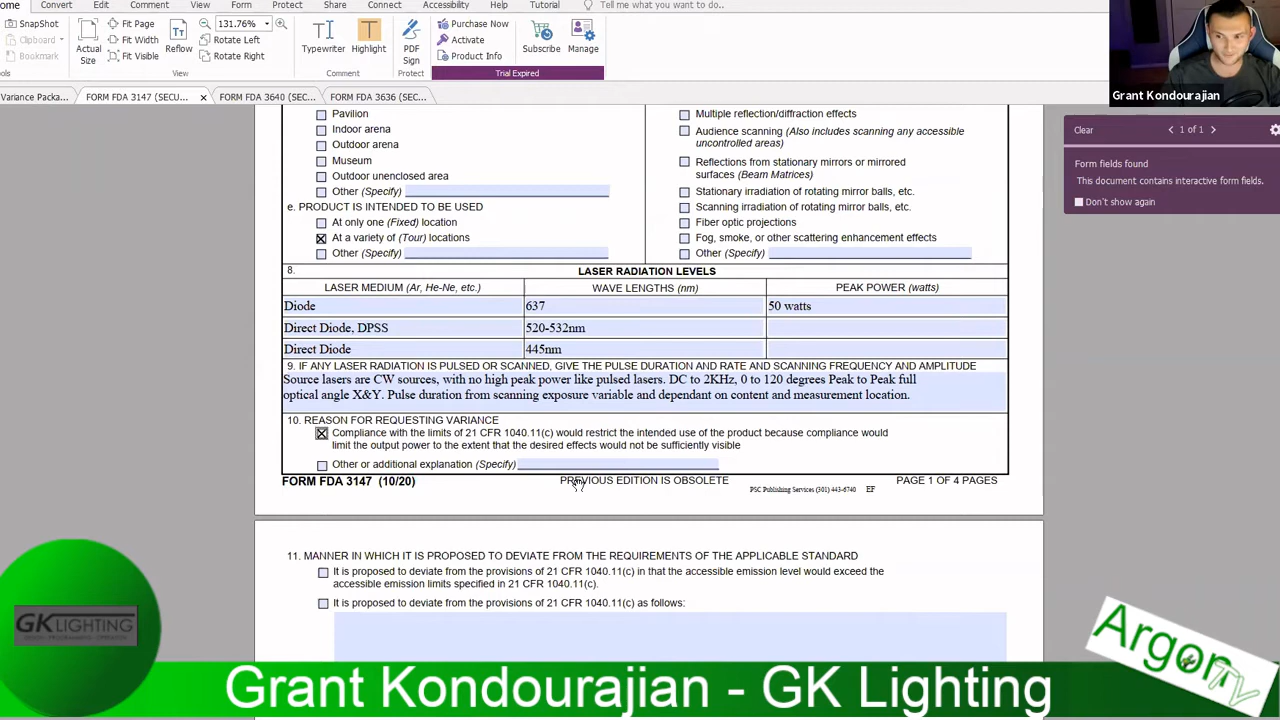 ome Convert Edit Comment View Form Protect Share Connect Accessibility Help Tutorial Tell me what you want to do...
SnapShot
Clipboard
Bookmark
ols
Actual Size
Fit Page
Fit Width
Fit Visible
Reflow
131.76%
Rotate Left
Rotate Right
View
Typewriter
Highlight
Comment
PDF Sign
Protect
Purchase Now
Activate
Product Info
Subscribe
Manage
Trial Expired
Grant Kondourajian
Variance Packa...
FORM FDA 3147 (SECU...
FORM FDA 3640 (SEC...
FORM FDA 3636 (SEC...
Clear 1 of 1
Form fields found
This document contains interactive form fields.
Don't show again
Pavilion
Indoor arena
Outdoor arena
Museum
Outdoor unenclosed area
Other (Specify)
e. PRODUCT IS INTENDED TO BE USED
At only one (Fixed) location
At a variety of (Tour) locations
Other (Specify)
Multiple reflection/diffraction effects
Audience scanning (Also includes scanning any accessible
uncontrolled areas)
Reflections from stationary mirrors or mirrored
surfaces (Beam Matrices)
Stationary irradiation of rotating mirror balls, etc.
Scanning irradiation of rotating mirror balls, etc.
Fiber optic projections
Fog, smoke, or other scattering enhancement effects
Other (Specify)
8. LASER RADIATION LEVELS
LASER MEDIUM (Ar, He-Ne, etc.) WAVE LENGTHS (nm) PEAK POWER (watts)
Diode 637 50 watts
Direct Diode, DPSS 520-532nm
Direct Diode 445nm
9. IF ANY LASER RADIATION IS PULSED OR SCANNED, GIVE THE PULSE DURATION AND RATE AND SCANNING FREQUENCY AND AMPLITUDE
Source lasers are CW sources, with no high peak power like pulsed lasers. DC to 2KHz, 0 to 120 degrees Peak to Peak full
optical angle X&Y. Pulse duration from scanning exposure variable and dependant on content and measurement location.
10. REASON FOR REQUESTING VARIANCE
Compliance with the limits of 21 CFR 1040.11(c) would restrict the intended use of the product because compliance would
limit the output power to the extent that the desired effects would not be sufficiently visible
Other or additional explanation (Specify)
FORM FDA 3147 (10/20) PREVIOUS EDITION IS OBSOLETE PSC Publishing Services (301) 443-6740 EF PAGE 1 OF 4 PAGES
11. MANNER IN WHICH IT IS PROPOSED TO DEVIATE FROM THE REQUIREMENTS OF THE APPLICABLE STANDARD
It is proposed to deviate from the provisions of 21 CFR 1040.11(c) in that the accessible emission level would exceed the
accessible emission limits specified in 21 CFR 1040.11(c).
It is proposed to deviate from the provisions of 21 CFR 1040.11(c) as follows:
GKLIGHTING
Argon TV
Grant Kondourajian - GK Lighting